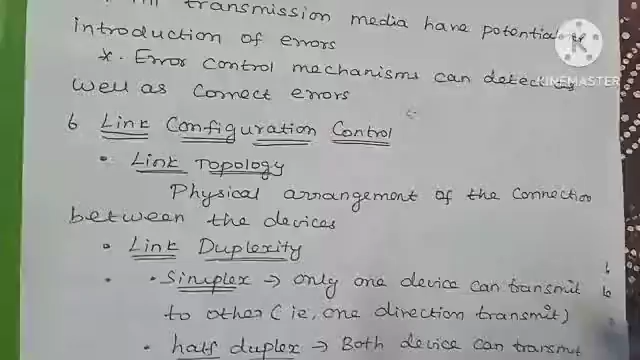 transmission media have potential
introduction of errors
*. Error control mechanisms can detect as
well as correct errors
KINEMASTER
6 Link Configuration Control
• Link Topology
Physical arrangement of the connection
between the devices
• Link Duplexity
• Simplex → only one device can transmit
to other (ie, one direction transmit)
• half duplex → Both device can transmit